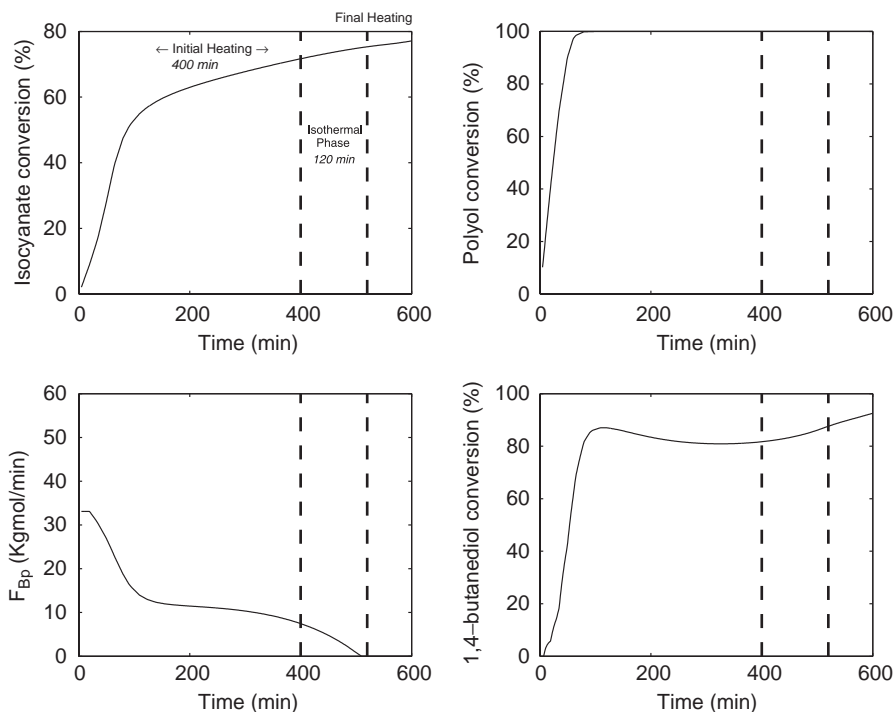 Final Heating
80
60
40
20
0
0
200
400
600
Isocyanate conversion (%)
Time (min)
← Initial Heating →
400 min
Isothermal
Phase
120 min
100
80
60
40
20
0
0
200
400
600
Polyol conversion (%)
Time (min)
60
50
40
30
20
10
0
0
200
400
600
F_Bp (Kgmol/min)
Time (min)
100
80
60
40
20
0
0
200
400
600
1,4−butanediol conversion (%)
Time (min)